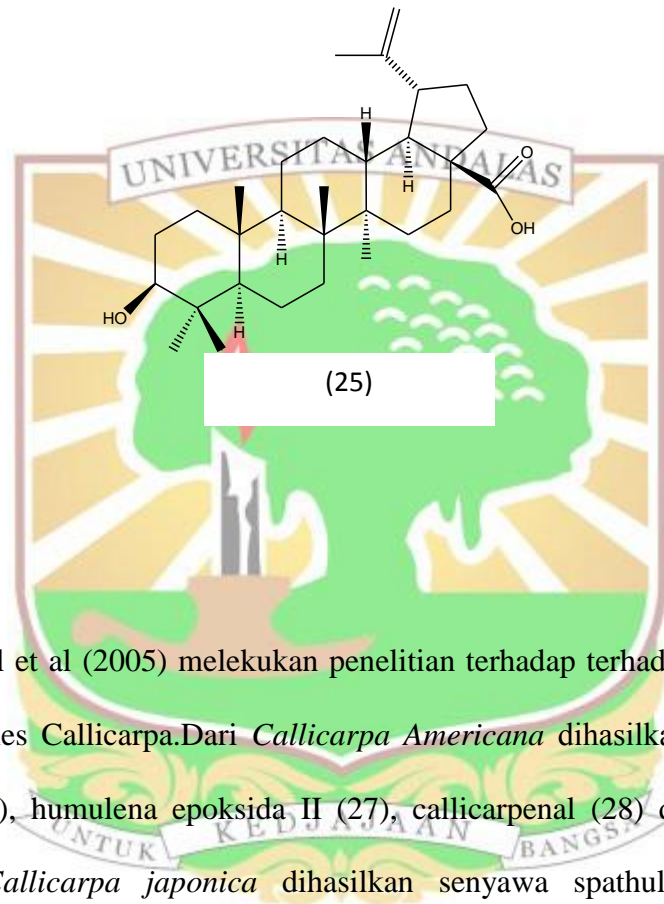 H
O
UNIVERSITAS ANDALAS
H
OH
H
HO
H
(25)
l et al (2005) melekukan penelitian terhadap terhada
es Callicarpa.Dari Callicarpa Americana dihasilka
), humulena epoksida II (27), callicarpenal (28) d
UNTUK KEDJAJAAN BANGSA
Callicarpa japonica dihasilkan senyawa spathul